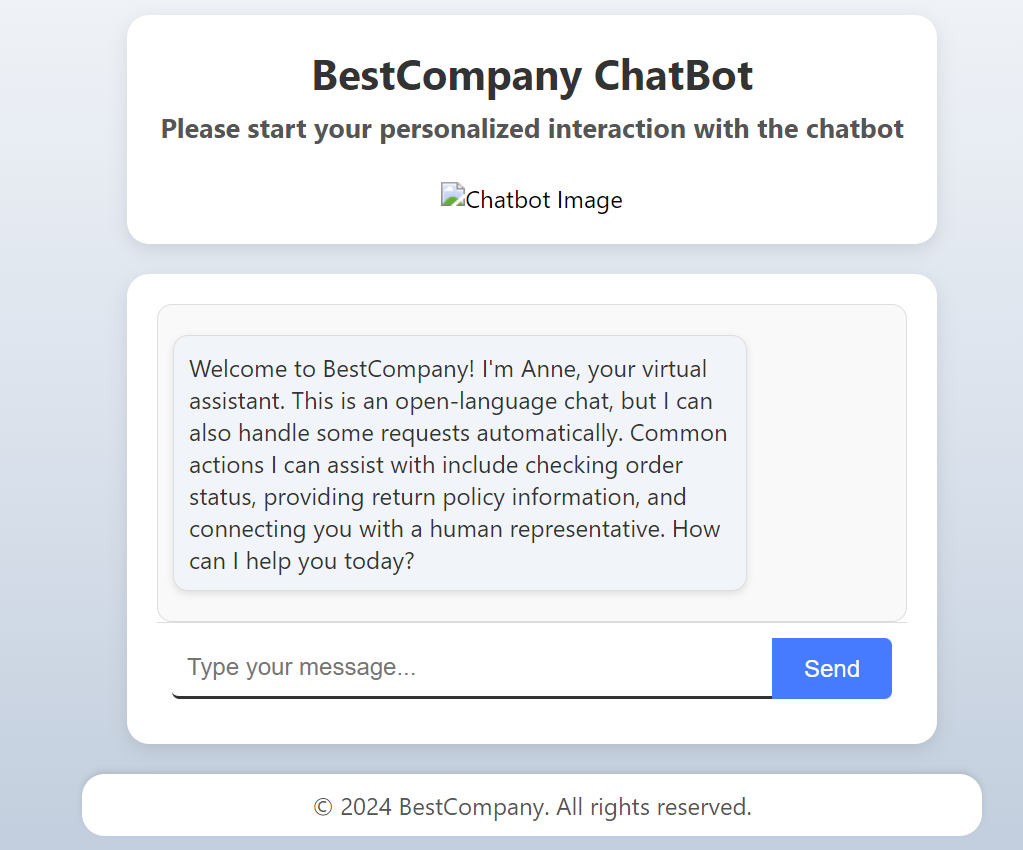 BestCompany ChatBot
Please start your personalized interaction with the chatbot
Chatbot Image
Welcome to BestCompany! I'm Anne, your virtual
assistant. This is an open-language chat, but I can
also handle some requests automatically. Common
actions I can assist with include checking order
status, providing return policy information, and
connecting you with a human representative. How
can I help you today?
Type your message...
Send
© 2024 BestCompany. All rights reserved.